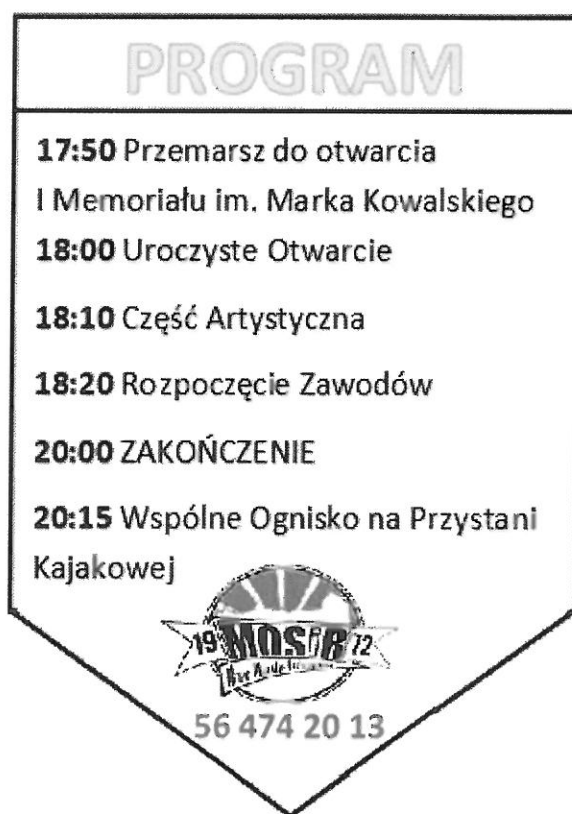 PROGRAM
17:50 Przemarsz do otwarcia
I Memoriału im. Marka Kowalskiego
18:00 Uroczyste Otwarcie
18:10 Część Artystyczna
18:20 Rozpoczęcie Zawodów
20:00 ZAKOŃCZENIE
20:15 Wspólne Ognisko na Przystani
Kajakowej
19 MOSiR 72
56 474 20 13